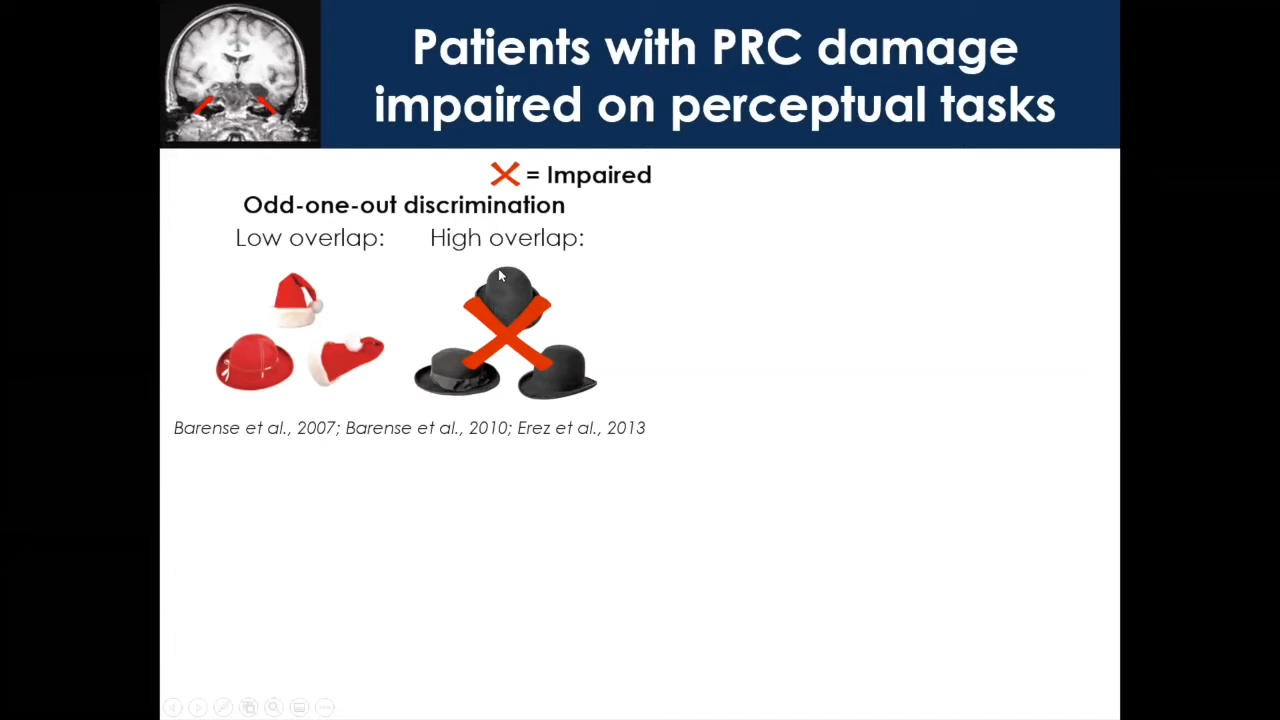 Patients with PRC damage
impaired on perceptual tasks
= Impaired
Odd-one-out discrimination
Low overlap: High overlap:
Barense et al., 2007; Barense et al., 2010; Erez et al., 2013